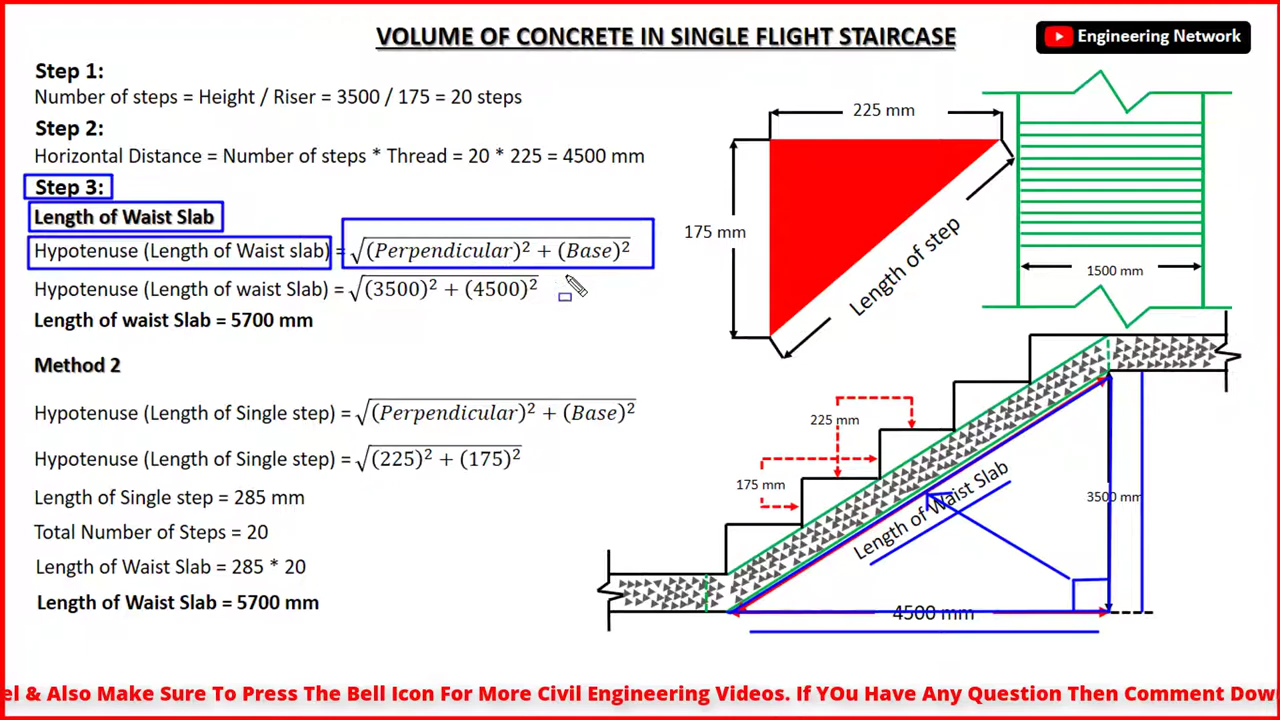 VOLUME OF CONCRETE IN SINGLE FLIGHT STAIRCASE
Engineering Network
Step 1:
Number of steps = Height / Riser = 3500 / 175 = 20 steps
Step 2:
Horizontal Distance = Number of steps * Thread = 20 * 225 = 4500 mm
Step 3:
Length of Waist Slab
Hypotenuse (Length of Waist slab) = √(Perpendicular)² + (Base)²
Hypotenuse (Length of waist Slab) = √(3500)² + (4500)²
Length of waist Slab = 5700 mm
Method 2
Hypotenuse (Length of Single step) = √(Perpendicular)² + (Base)²
Hypotenuse (Length of Single step) = √(225)² + (175)²
Length of Single step = 285 mm
Total Number of Steps = 20
Length of Waist Slab = 285 * 20
Length of Waist Slab = 5700 mm
225 mm
175 mm
Length of step
1500 mm
225 mm
175 mm
Length of Waist Slab
3500 mm
4500 mm
el & Also Make Sure To Press The Bell Icon For More Civil Engineering Videos. If YOu Have Any Question Then Comment Dow